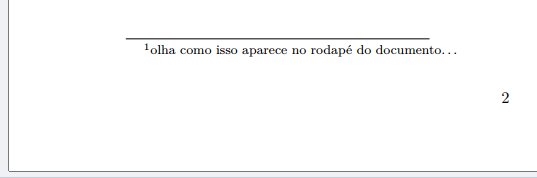 ¹olha como isso aparece no rodapé do documento...
2